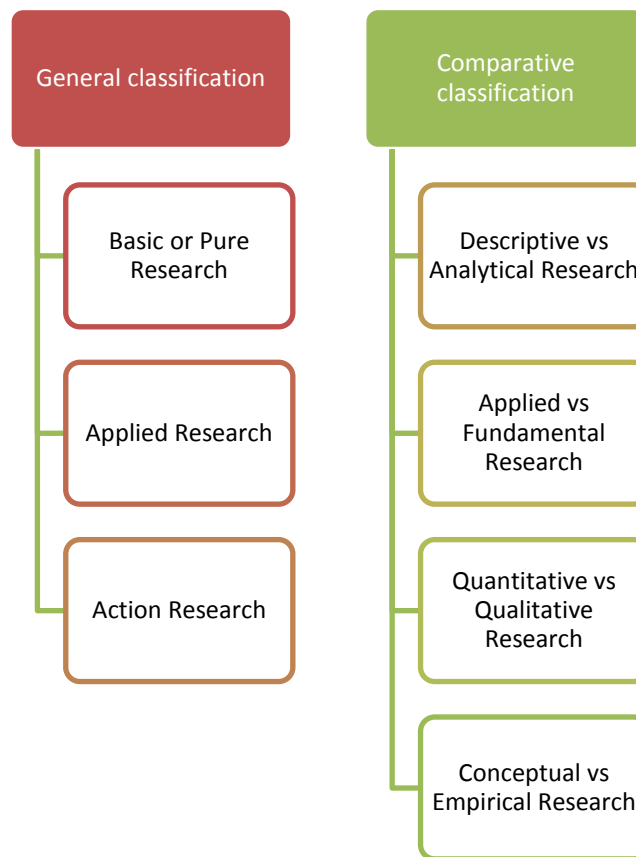 General classification
Basic or Pure
Research
Applied Research
Action Research
Comparative
classification
Descriptive vs
Analytical Research
Applied vs
Fundamental
Research
Quantitative vs
Qualitative
Research
Conceptual vs
Empirical Research